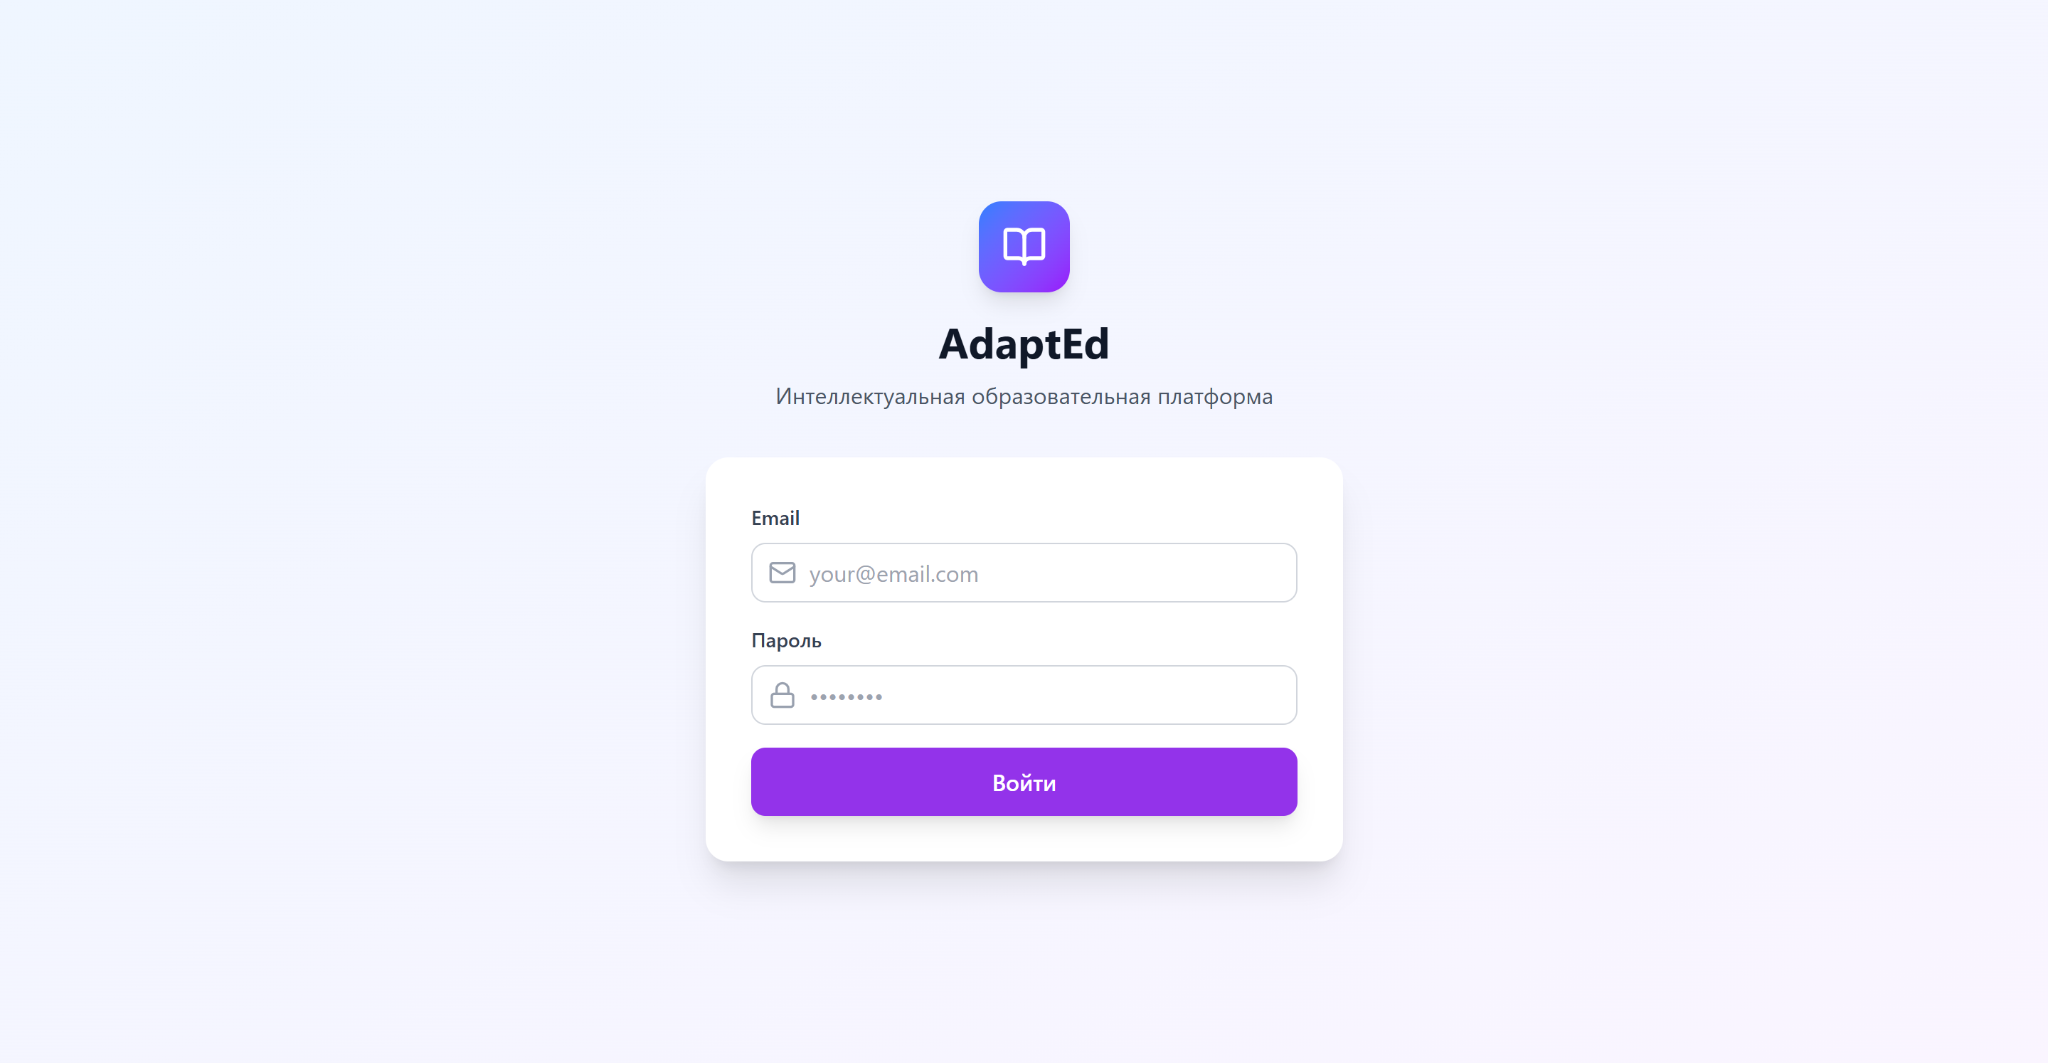 AdaptEd
Интеллектуальная образовательная платформа
Email
your@email.com
Пароль
••••••••
Войти